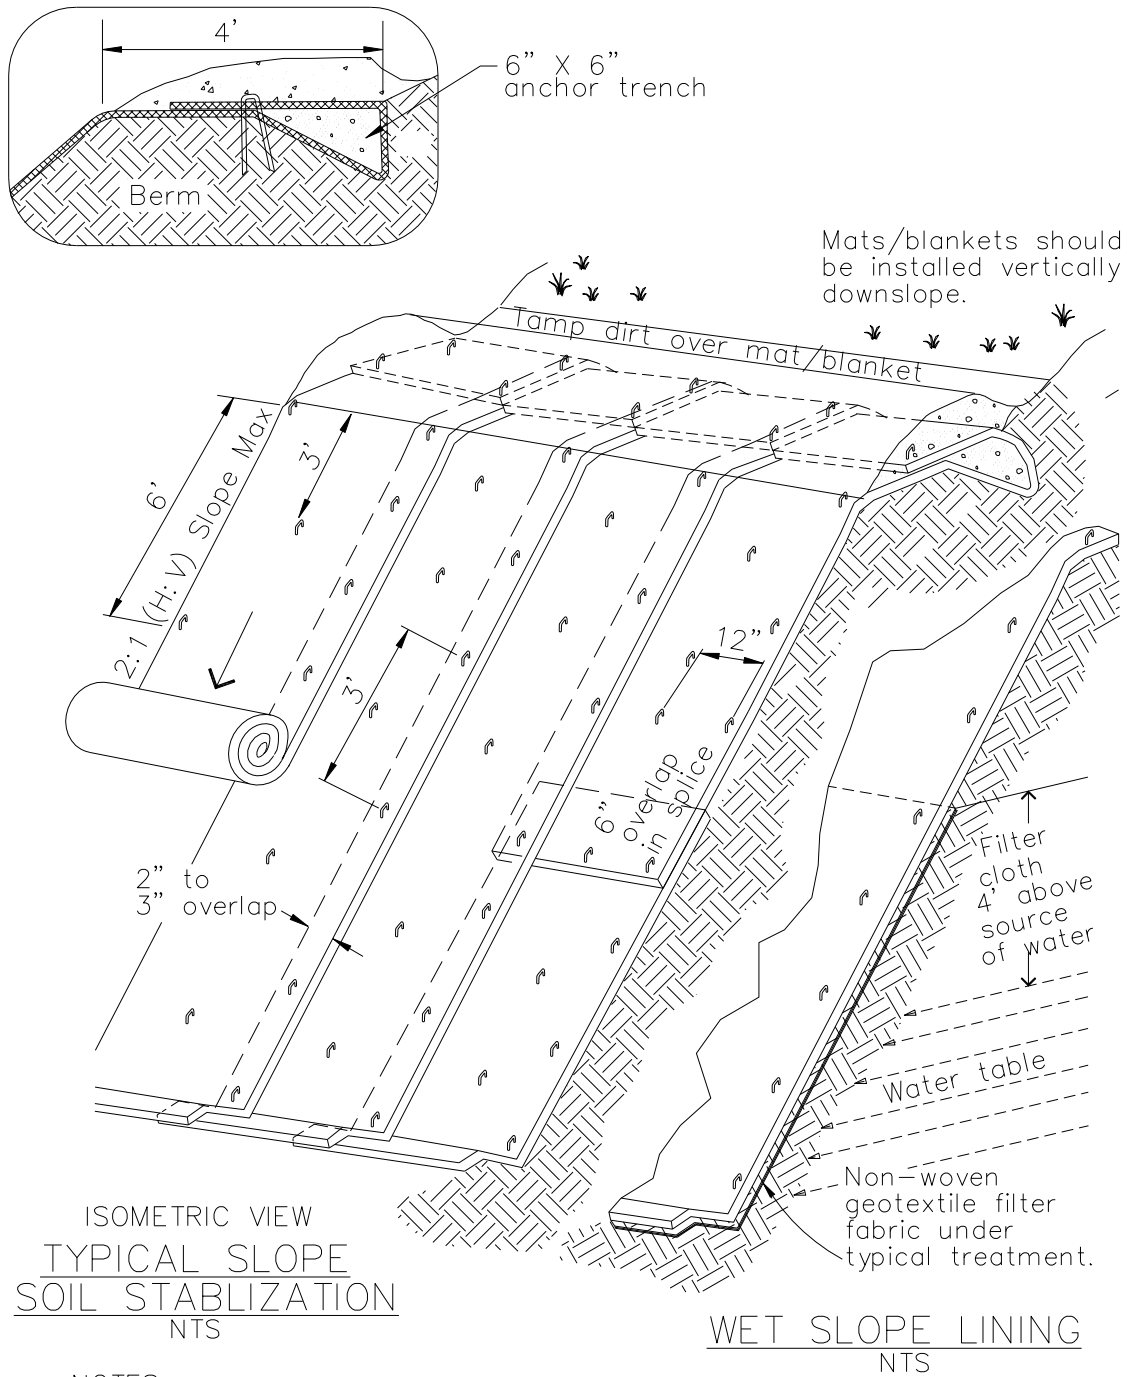 4'
6” X 6”
anchor trench
Berm
Mats/blankets should
be installed vertically
downslope.
Tamp dirt over mat/blanket
6'
3'
2:1 (H:V) Slope Max
12”
3'
6”
overlap
in splice
2” to
3” overlap
Filter
cloth
4' above
source
of water
Water table
Non-woven
geotextile filter
fabric under
typical treatment.
ISOMETRIC VIEW
TYPICAL SLOPE
SOIL STABLIZATION
NTS
WET SLOPE LINING
NTS